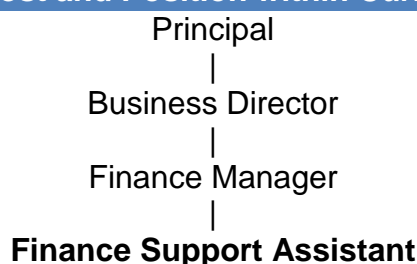 Principal
|
Business Director
|
Finance Manager
|
Finance Support Assistant